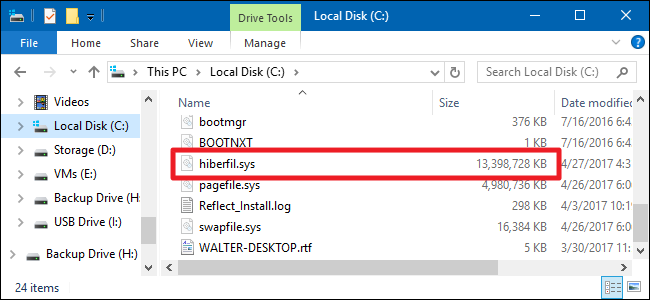 Drive Tools
Local Disk (C:)
File Home Share View Manage
This PC > Local Disk (C:) > Search Local Disk (C:)
Name Size Date modified
Videos
Local Disk (C:)
Storage (D:)
VMs (E:)
Backup Drive (H:)
USB Drive (I:)
Backup Drive (H:)
bootmgr 376 KB 7/16/2016 6:4
BOOTNXT 1 KB 7/16/2016 6:4
hiberfil.sys 13,398,728 KB 4/27/2017 4:3
pagefile.sys 4,980,736 KB 4/26/2017 6:0
Reflect_Install.log 298 KB 4/3/2017 10:19
swapfile.sys 16,384 KB 4/26/2017 6:0
WALTER-DESKTOP.rtf 5 KB 3/30/2017 11:
24 items